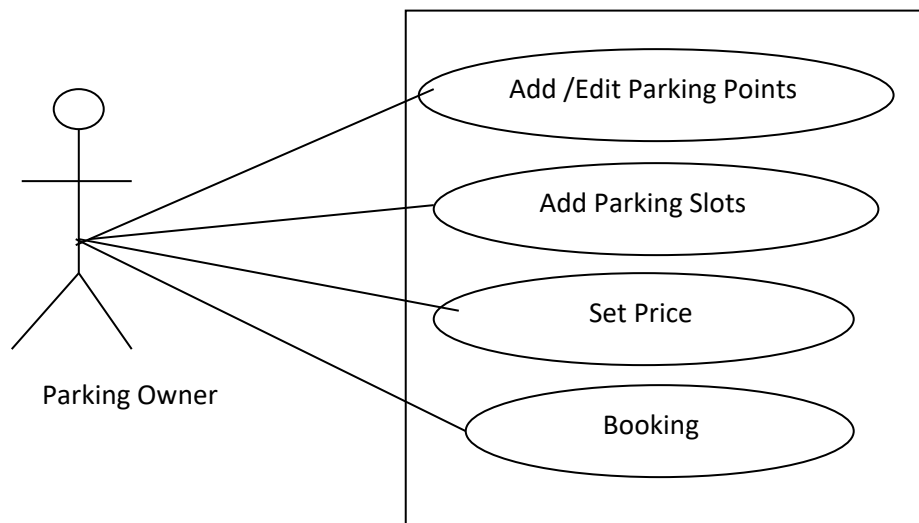 Add /Edit Parking Points
Add Parking Slots
Set Price
Parking Owner
Booking